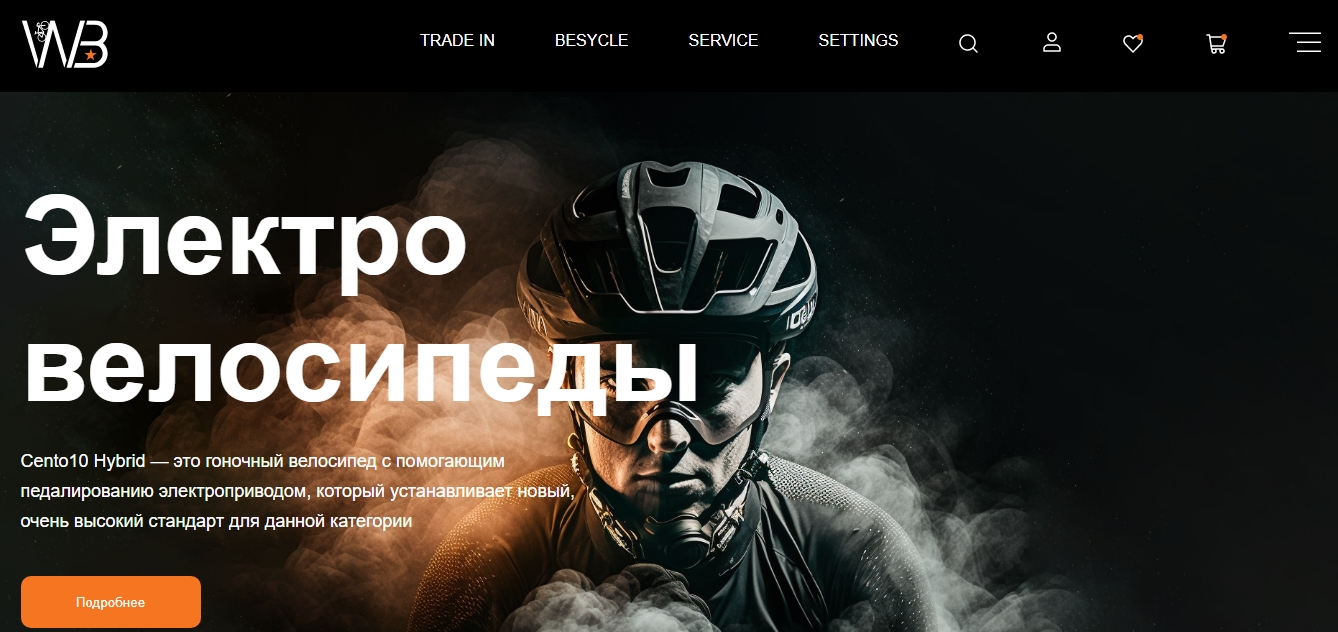 WB
TRADE IN BESYCLE SERVICE SETTINGS
Электро
велосипеды
Cento10 Hybrid — это гоночный велосипед с помогающим
педалированию электроприводом, который устанавливает новый,
очень высокий стандарт для данной категории
Подробнее